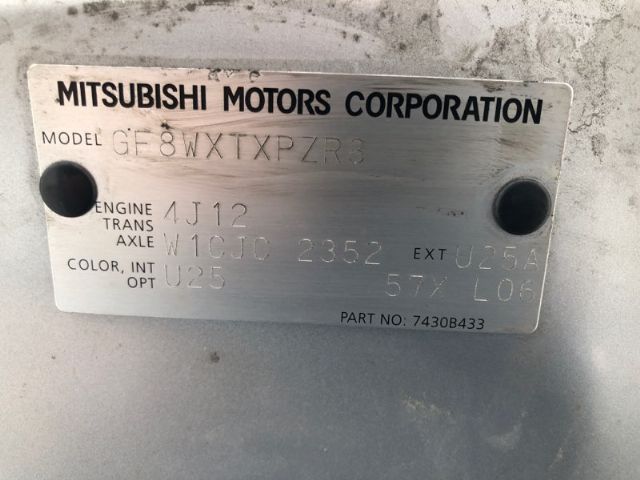 MITSUBISHI MOTORS CORPORATION
MODEL GF8WXTXPZR8
ENGINE 4J12
TRANS AXLE W1CJC 2352 EXT U25A
COLOR, INT OPT U25 57X L06
PART NO: 7430B433